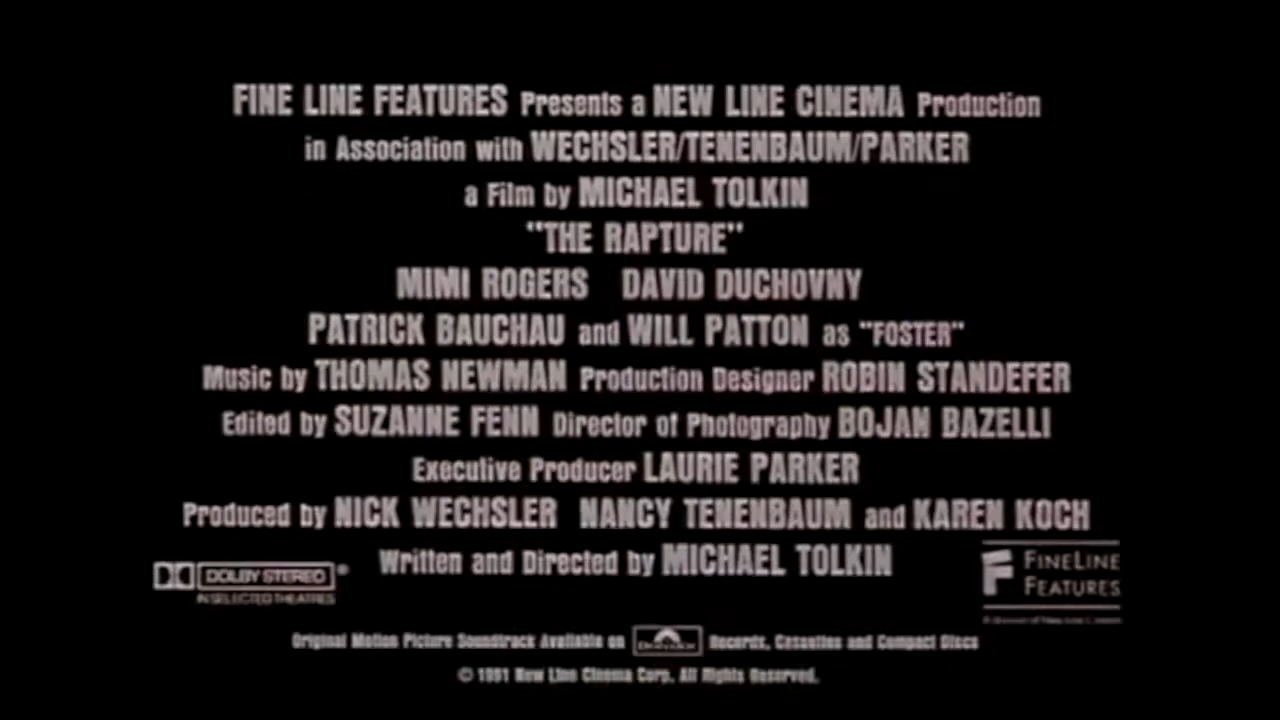 FINE LINE FEATURES Presents a NEW LINE CINEMA Production
in Association with WECHSLER/TENENBAUM/PARKER
a Film by MICHAEL TOLKIN
"THE RAPTURE"
MIMI ROGERS DAVID DUCHOVNY
PATRICK BAUCHAU and WILL PATTON as "FOSTER"
Music by THOMAS NEWMAN Production Designer ROBIN STANDEFER
Edited by SUZANNE FENN Director of Photography BOJAN BAZELLI
Executive Producer LAURIE PARKER
Produced by NICK WECHSLER NANCY TENENBAUM and KAREN KOCH
Written and Directed by MICHAEL TOLKIN
DOLBY STEREO ®
IN SELECTED THEATRES
FINELINE
FEATURES
Original Motion Picture Soundtrack Available on Records, Cassettes and Compact Discs
© 1991 New Line Cinema Corp. All Rights Reserved.